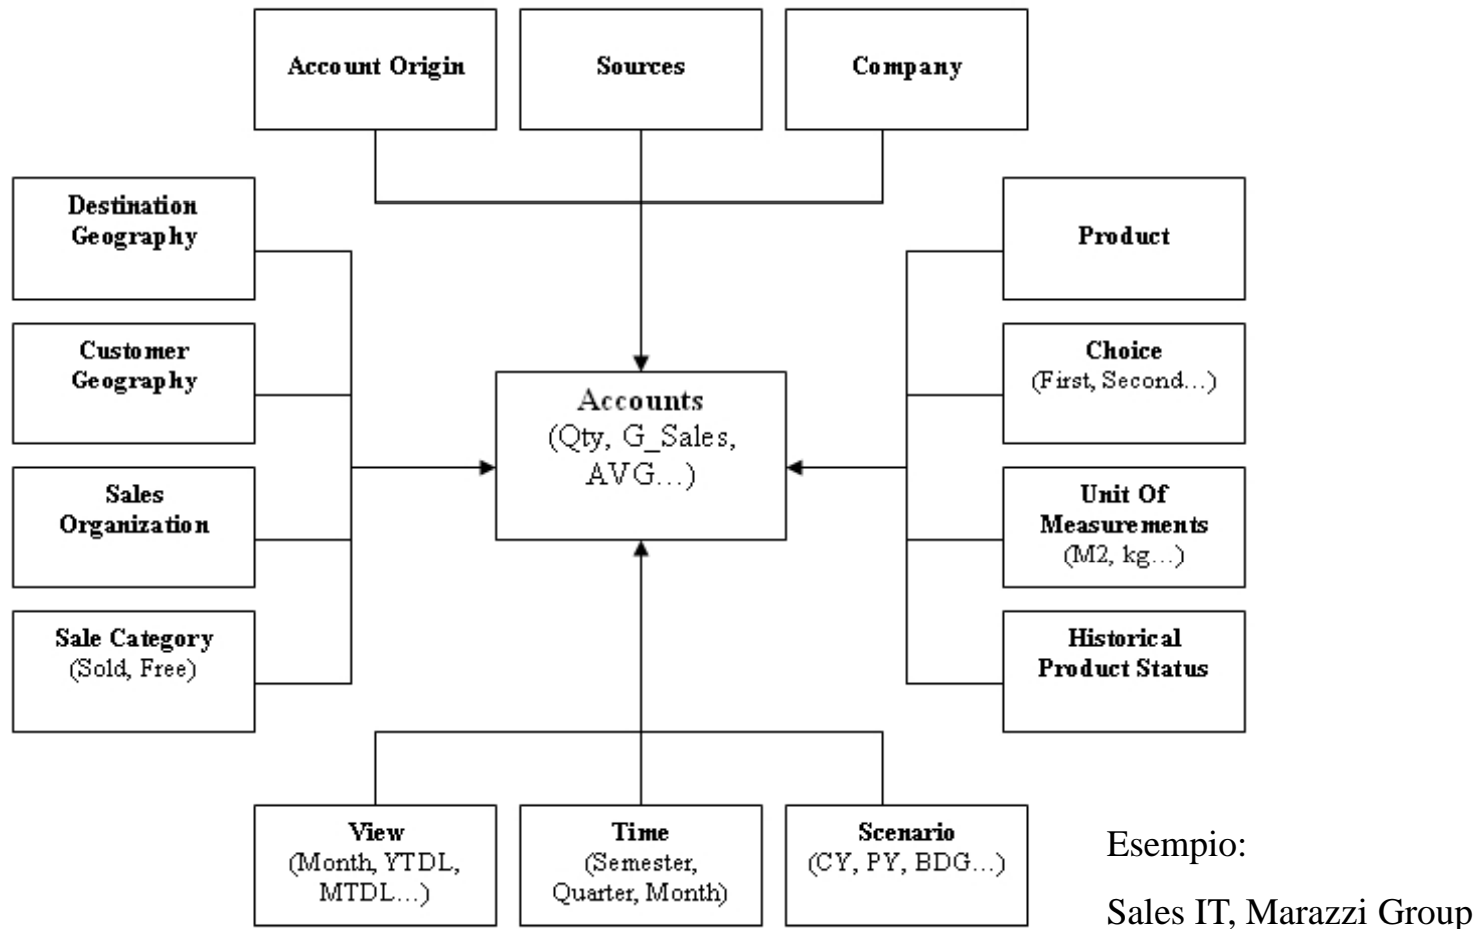 Account Origin
Sources
Company
Destination
Geography
Customer
Geography
Sales
Organization
Sale Category
(Sold, Free)
Accounts
(Qty, G_Sales,
AVG...)
Product
Choice
(First, Second...)
Unit Of
Measurements
(M2, kg...)
Historical
Product Status
View
(Month, YTDL,
MTDL...)
Time
(Semester,
Quarter, Month)
Scenario
(CY, PY, BDG...)
Esempio:
Sales IT, Marazzi Group